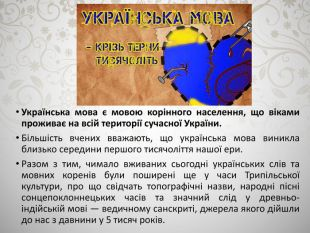 УКРАЇНСЬКА МОВА
- КРІЗЬ ТЕРНИ
ТИСЯЧОЛІТЬ
• Українська мова є мовою корінного населення, що віками
проживає на всій території сучасної України.
• Більшість вчених вважають, що українська мова виникла
близько середини першого тисячоліття нашої ери.
• Разом з тим, чимало вживаних сьогодні українських слів та
мовних коренів були поширені ще у часи Трипільської
культури, про що свідчать топографічні назви, народні пісні
сонцепоклонницьких часів та значний слід у древньо-
індійській мові — ведичному санскриті, джерела якого дійшли
до нас з давнини у 5 тисяч років.